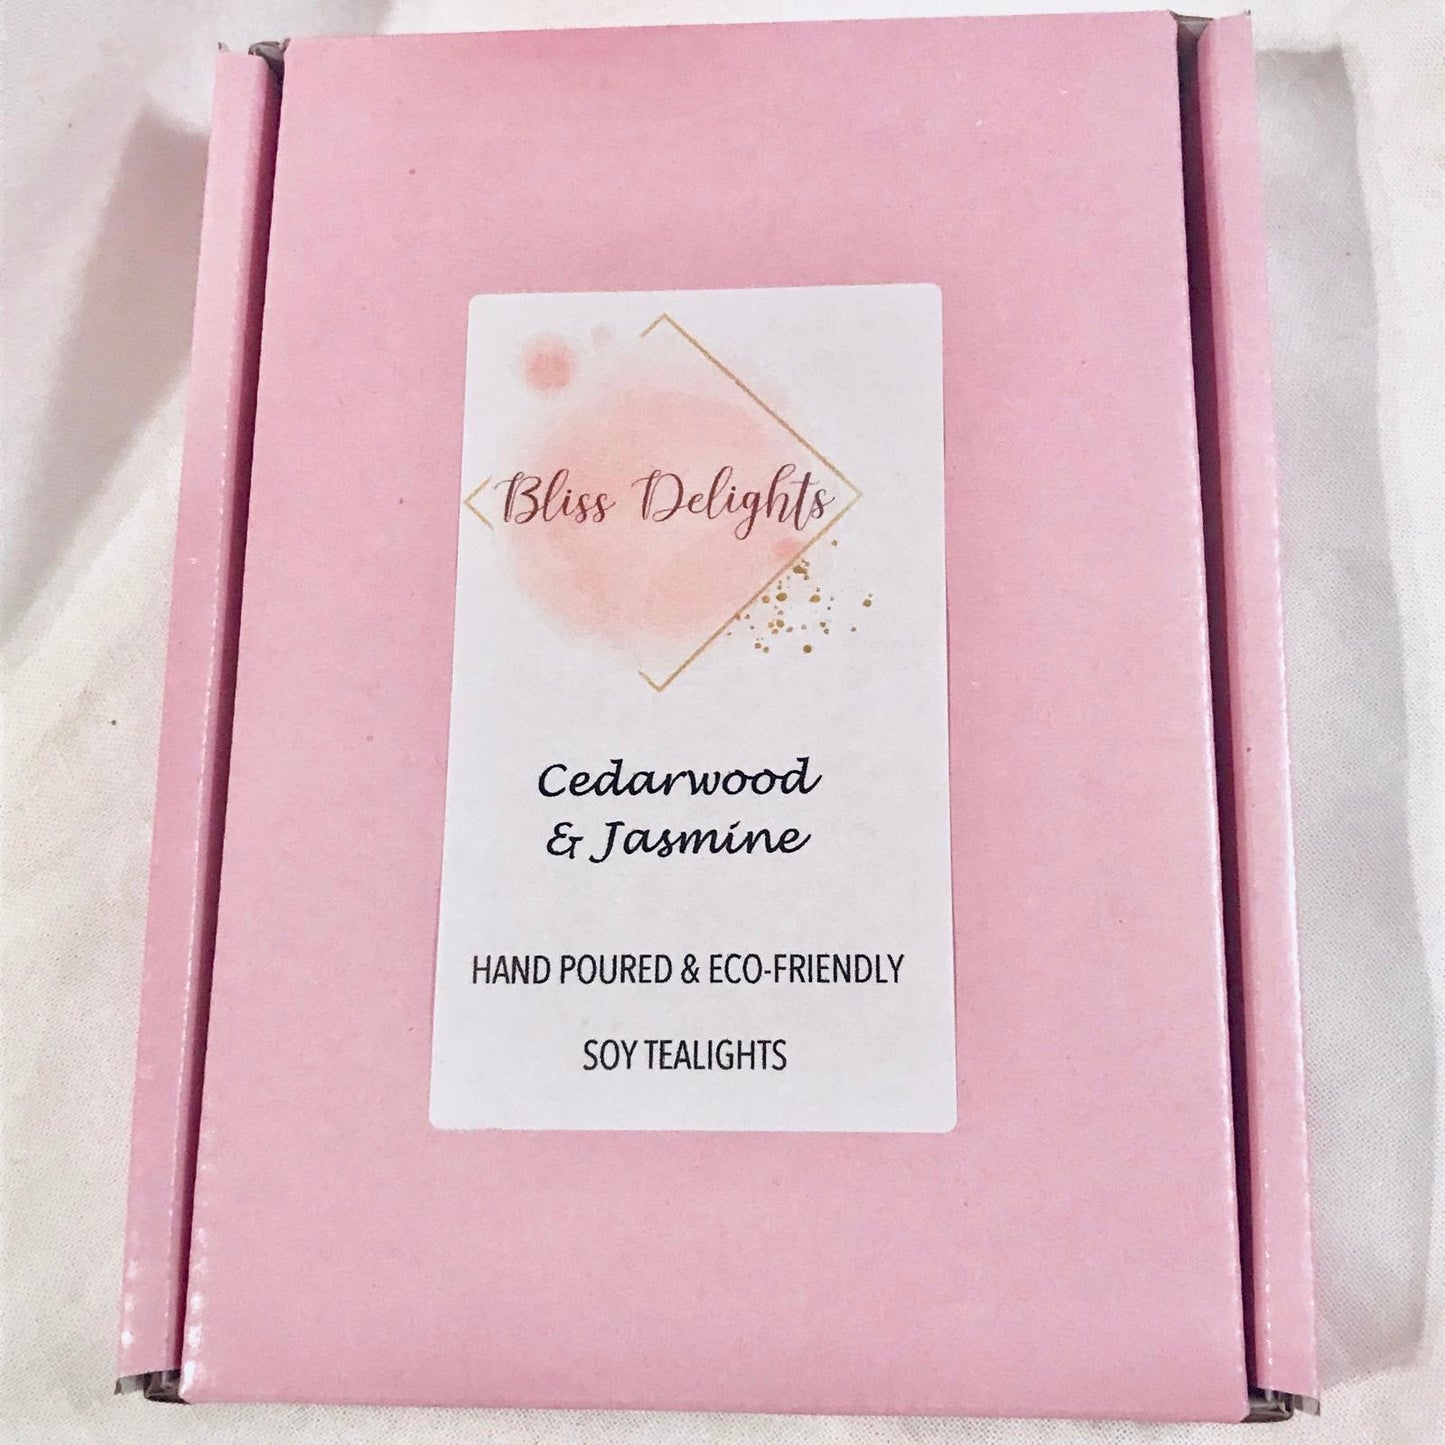 Bliss Delights
Cedarwood
& Jasmine
HAND POURED & ECO-FRIENDLY
SOY TEALIGHTS